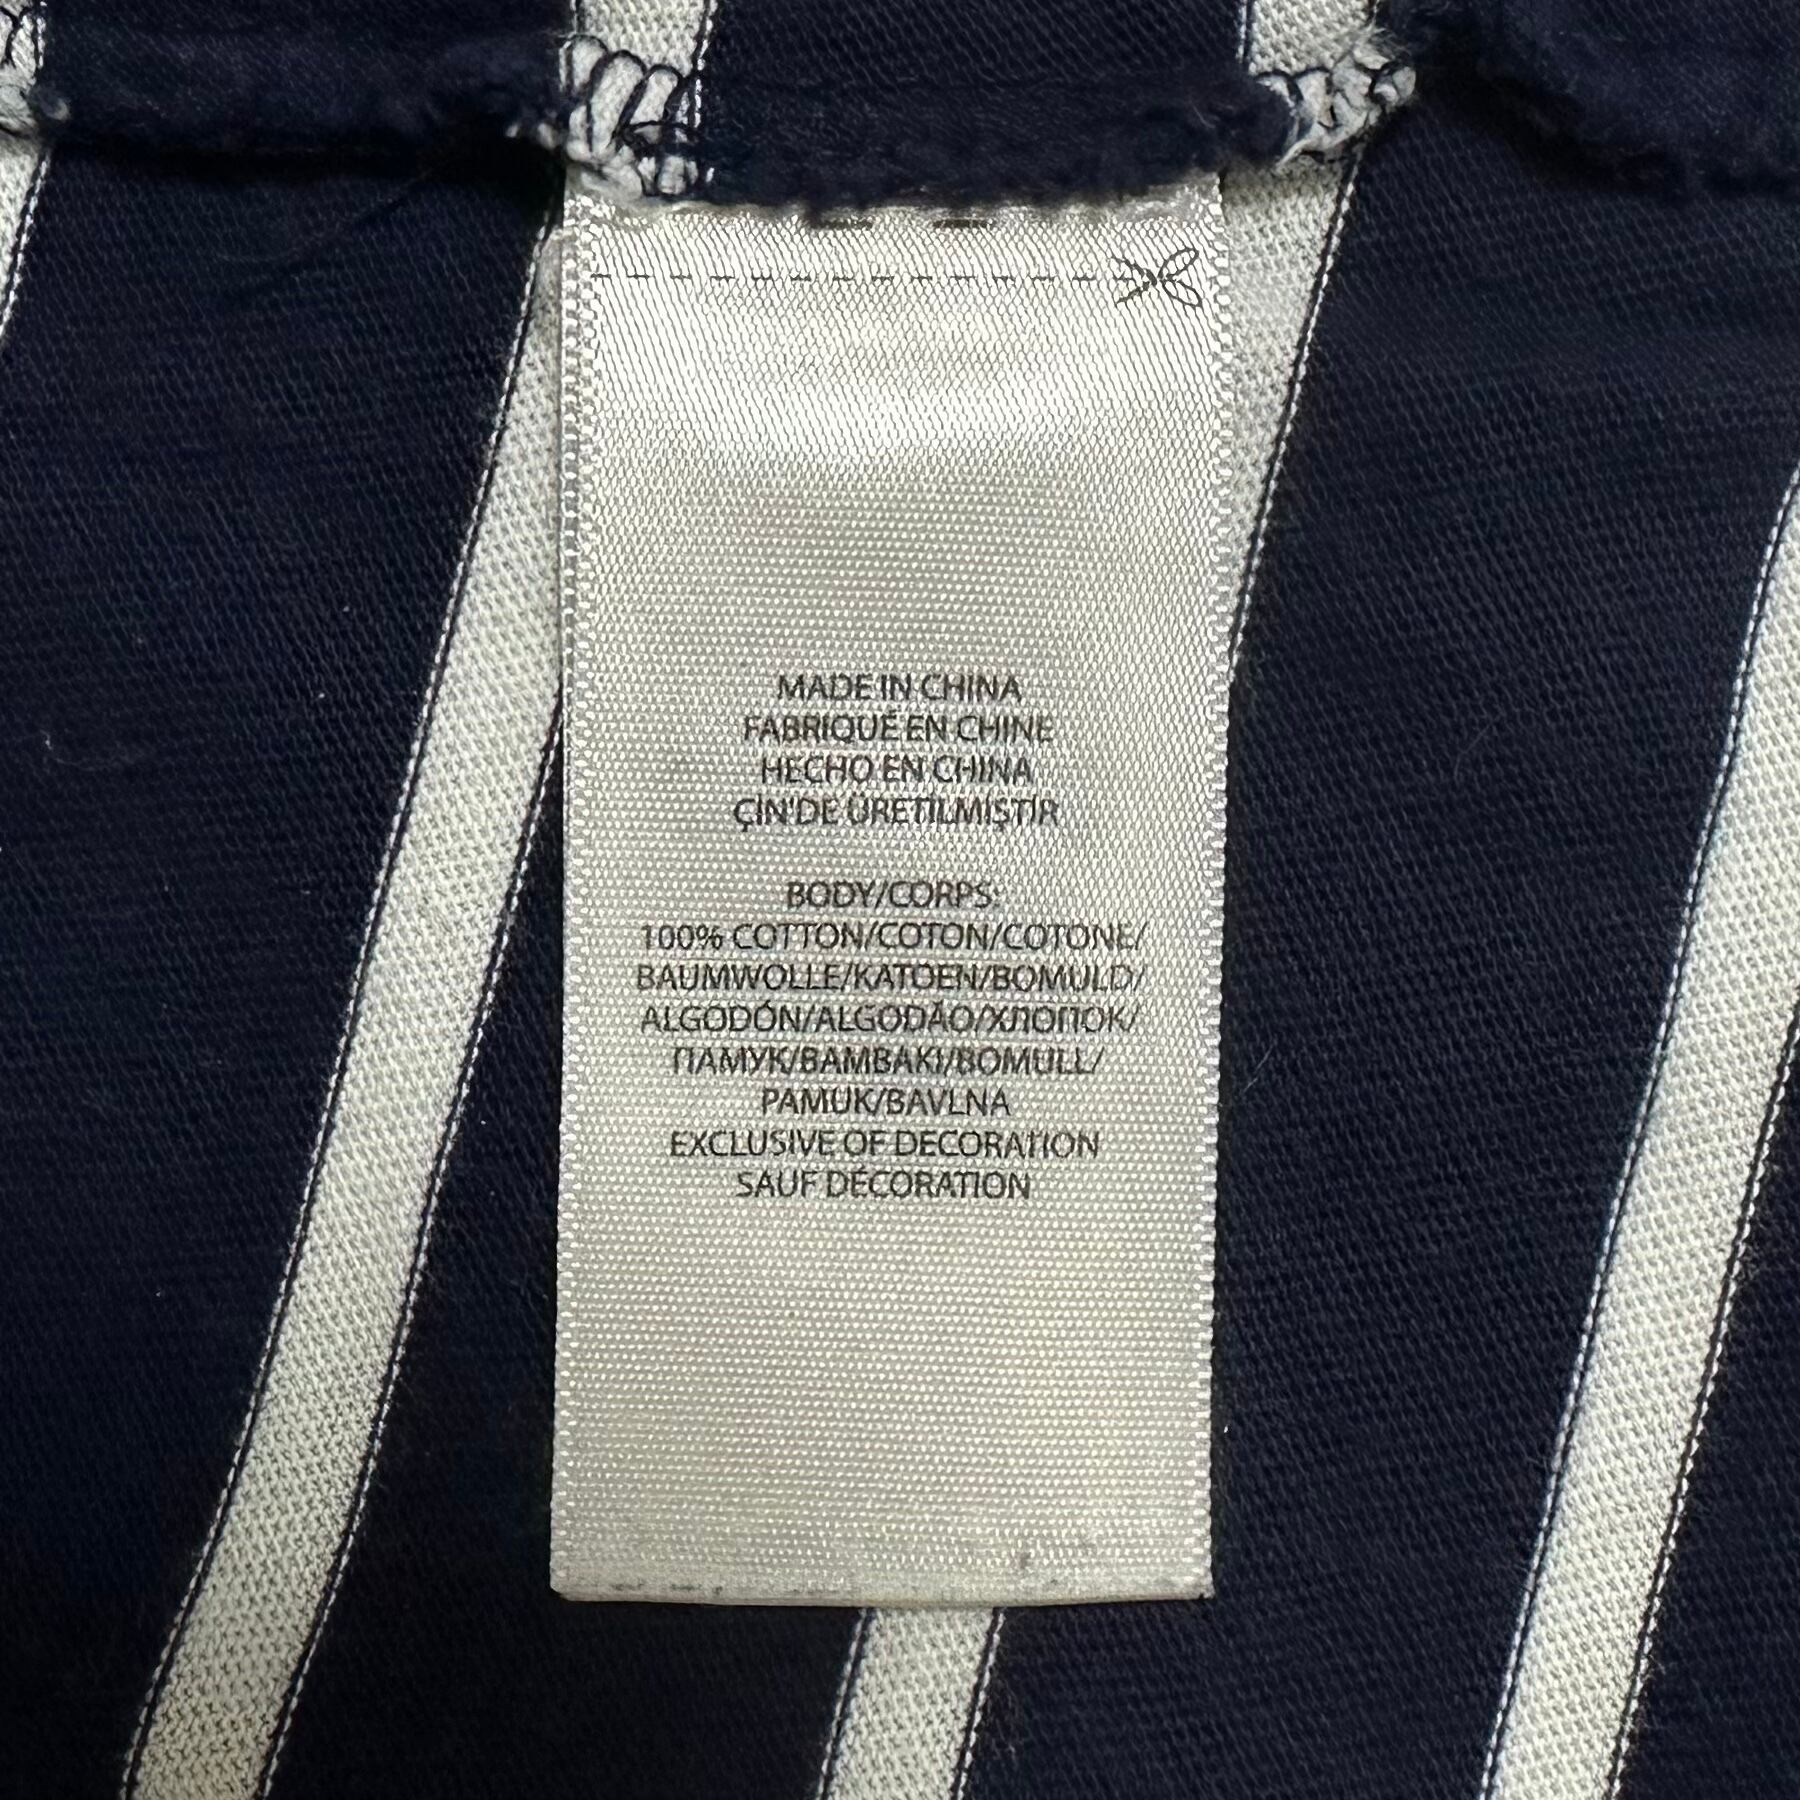 MADE IN CHINA
FABRIQUÉ EN CHINE
HECHO EN CHINA
ÇİN'DE ÜRETİLMİŞTİR
BODY/CORPS:
100% COTTON/COTON/COTONE/
BAUMWOLLE/KATOEN/BOMULD/
ALGODÓN/ALGODÃO/ХЛОПОК/
ПАМУК/BAMBAKI/BOMULL/
PAMUK/BAVLNA
EXCLUSIVE OF DECORATION
SAUF DÉCORATION